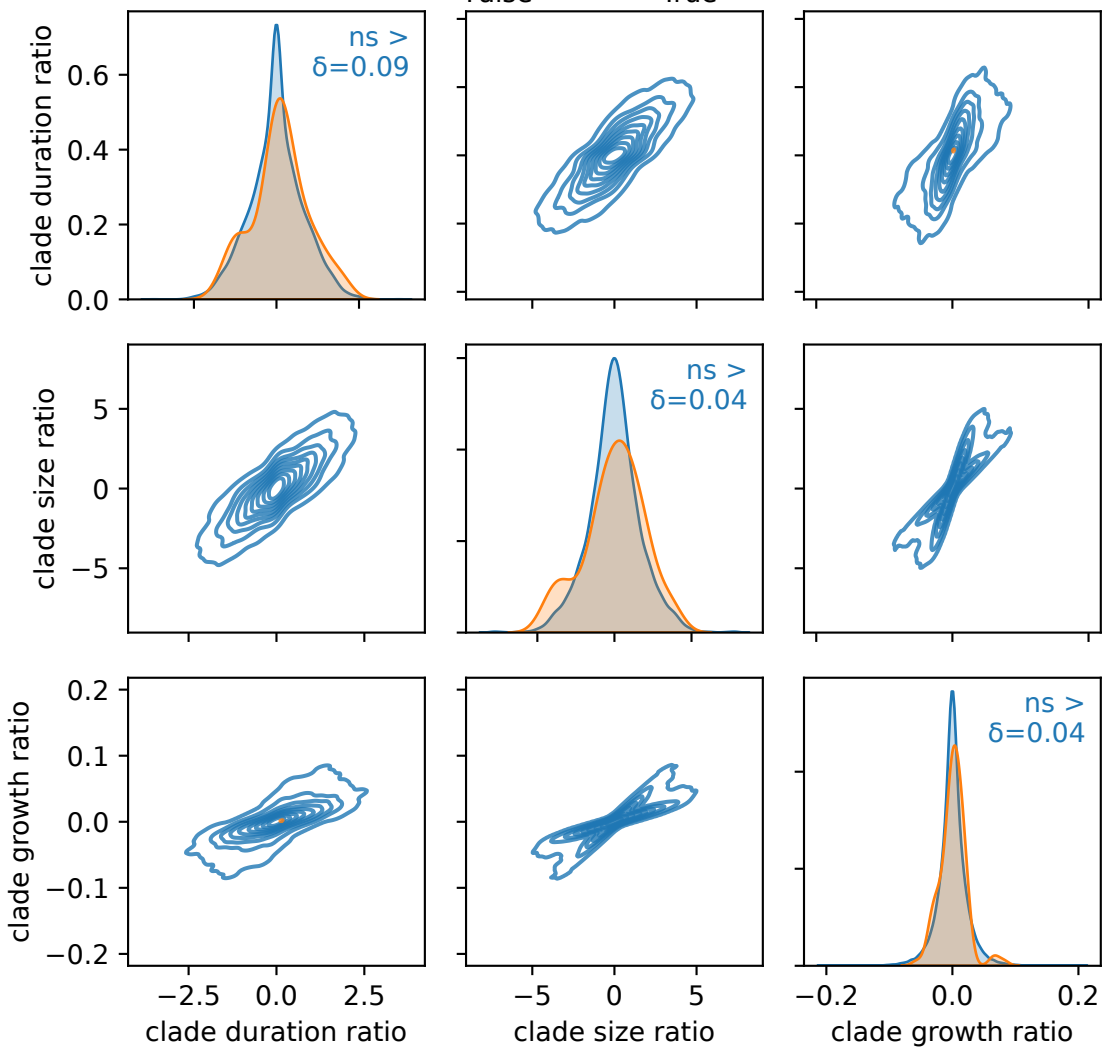 clade duration ratio
0.6
0.4
0.2
0.0
ns >
δ=0.09
clade size ratio
5
0
−5
ns >
δ=0.04
clade growth ratio
0.2
0.1
0.0
−0.1
−0.2
ns >
δ=0.04
−2.5 0.0 2.5
−5 0 5
−0.2 0.0 0.2
clade duration ratio
clade size ratio
clade growth ratio